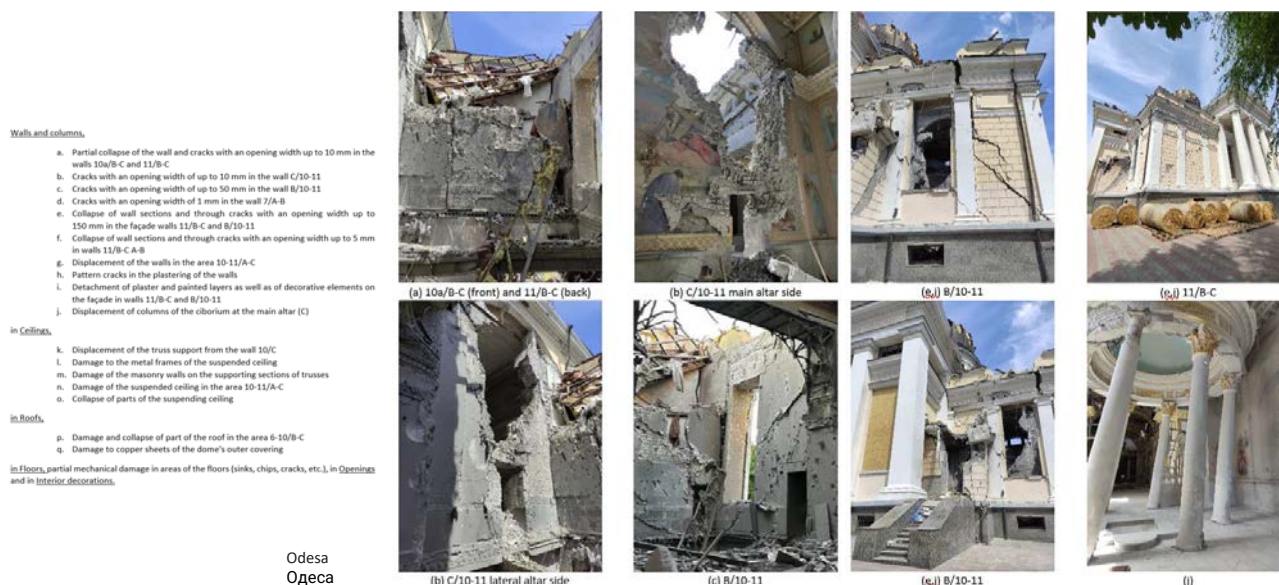 Walls and columns,
a. Partial collapse of the wall and cracks with an opening width up to 10 mm in the
walls 10a/B-C and 11/B-C
b. Cracks with an opening width of up to 10 mm in the wall C/10-11
c. Cracks with an opening width of up to 50 mm in the wall B/10-11
d. Cracks with an opening width of 1 mm in the wall 7/A-B
e. Collapse of wall sections and through cracks with an opening width up to
150 mm in the façade walls 11/B-C and B/10-11
f. Collapse of wall sections and through cracks with an opening width up to 5 mm
in walls 11/B-C A-B
g. Displacement of the walls in the area 10-11/A-C
h. Pattern cracks in the plastering of the walls
i. Detachment of plaster and painted layers as well as of decorative elements on
the façade in walls 11/B-C and B/10-11
j. Displacement of columns of the ciborium at the main altar (C)
in Ceilings,
k. Displacement of the truss support from the wall 10/C
l. Damage to the metal frames of the suspended ceiling
m. Damage of the masonry walls on the supporting sections of trusses
n. Damage of the suspended ceiling in the area 10-11/A-C
o. Collapse of parts of the suspending ceiling
in Roofs,
p. Damage and collapse of part of the roof in the area 6-10/B-C
q. Damage to copper sheets of the dome's outer covering
in Floors, partial mechanical damage in areas of the floors (sinks, chips, cracks, etc.), in Openings
and in Interior decorations.
Odesa
Одеса
(a) 10a/B-C (front) and 11/B-C (back)
(b) C/10-11 main altar side
(e,i) B/10-11
(e,i) 11/B-C
(b) C/10-11 lateral altar side
(c) B/10-11
(e,i) B/10-11
(j)